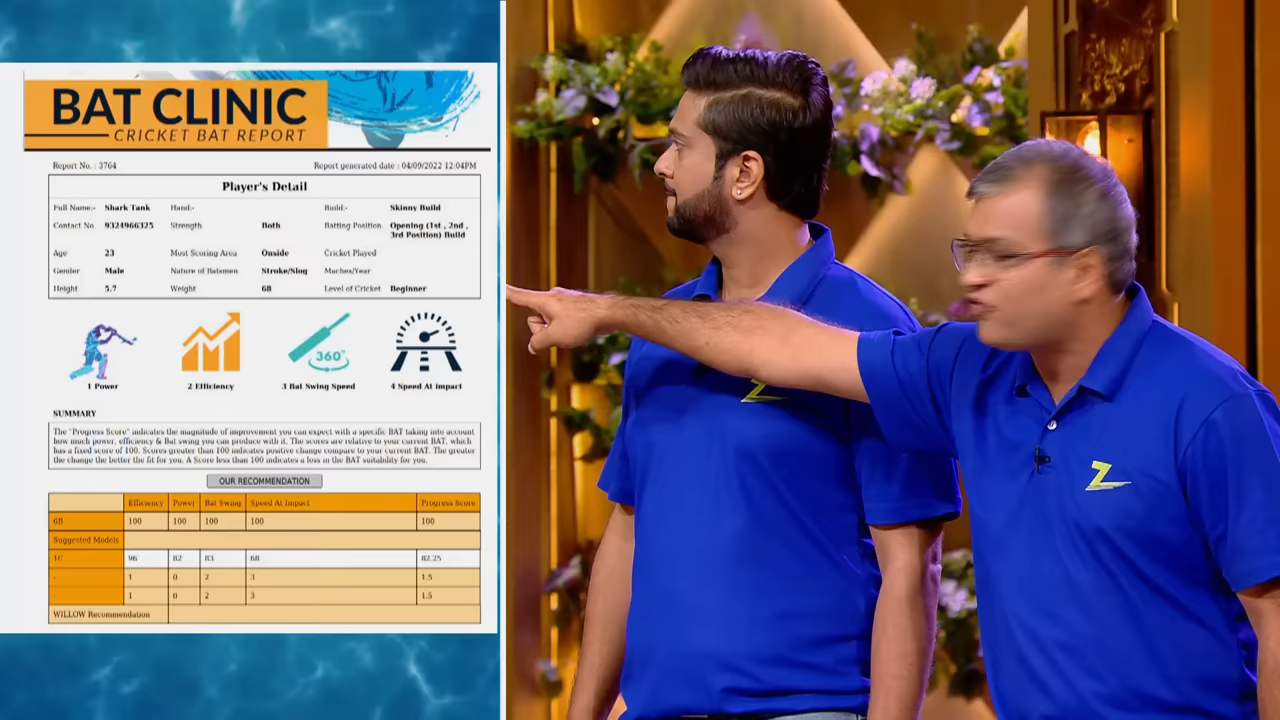 BAT CLINIC
CRICKET BAT REPORT
Report No. : 3764 Report generated date : 04/09/2022 12:04PM
Player's Detail
Full Name:- Shark Tank Hand:- Build:- Skinny Build
Contact No. 9324966325 Strength Both Batting Position Opening (1st , 2nd ,
3rd Position) Build
Age 23 Most Scoring Area Onside Cricket Played
Gender Male Nature of Batsmen Stroke/Slog Maches/Year
Height 5.7 Weight 68 Level of Cricket Beginner
360°
1 Power 2 Efficiency 3 Bat Swing Speed 4 Speed At impact
SUMMARY
The "Progress Score" indicates the magnitude of improvement you can expect with a specific BAT taking into account
how much power, efficiency & Bat swing you can produce with it. The scores are relative to your current BAT, which
has a fixed score of 100. Scores greater than 100 indicates positive change compare to your current BAT. The greater
the change the better the fit for you. A Score less than 100 indicates a loss in the BAT suitability for you.
OUR RECOMMENDATION
Efficiency Power Bat Swing Speed At Impact Progress Score
6B 100 100 100 100 100
Suggested Models
1C 96 82 83 68 82.25
- 1 0 2 3 1.5
1 0 2 3 1.5
WILLOW Recommendation
Z
Z